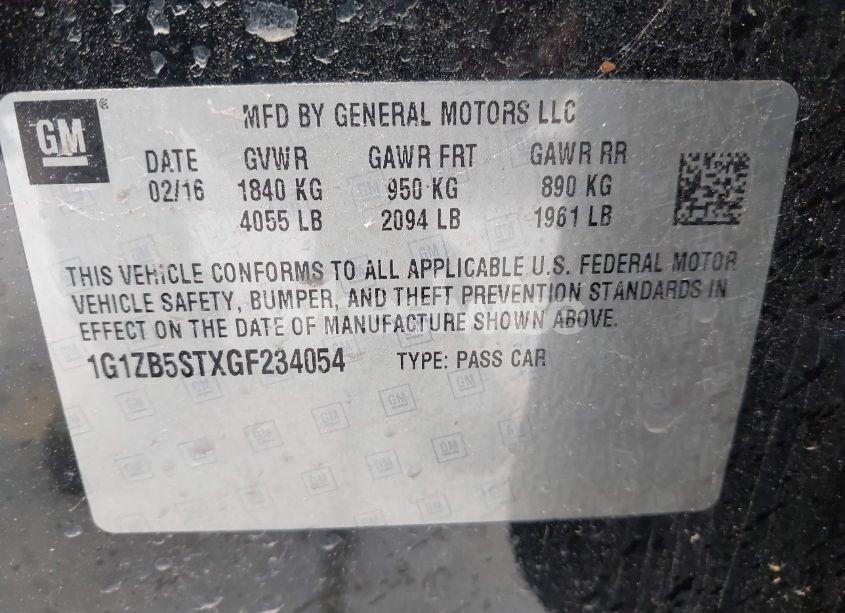 GM ®
MFD BY GENERAL MOTORS LLC
DATE GVWR GAWR FRT GAWR RR
02/16 1840 KG 950 KG 890 KG
4055 LB 2094 LB 1961 LB
THIS VEHICLE CONFORMS TO ALL APPLICABLE U.S. FEDERAL MOTOR
VEHICLE SAFETY, BUMPER, AND THEFT PREVENTION STANDARDS IN
EFFECT ON THE DATE OF MANUFACTURE SHOWN ABOVE.
1G1ZB5STXGF234054 TYPE: PASS CAR